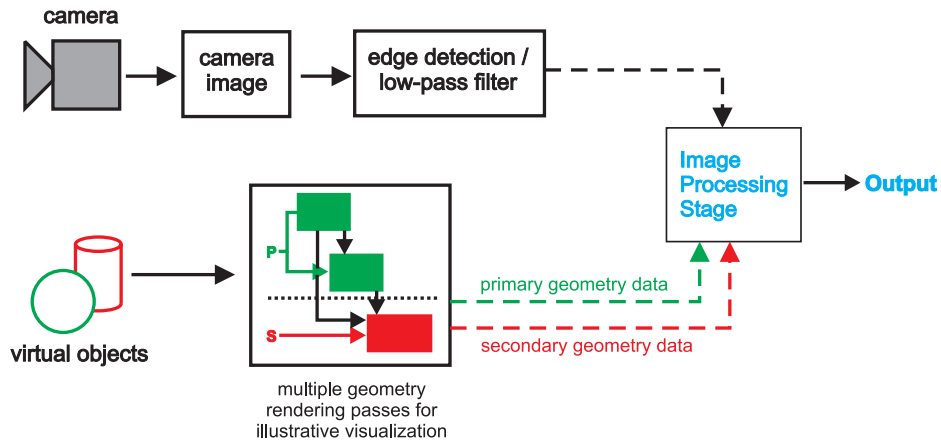 camera
camera
image
edge detection /
low-pass filter
Image
Processing
Stage
Output
P
S
primary geometry data
secondary geometry data
virtual objects
multiple geometry
rendering passes for
illustrative visualization